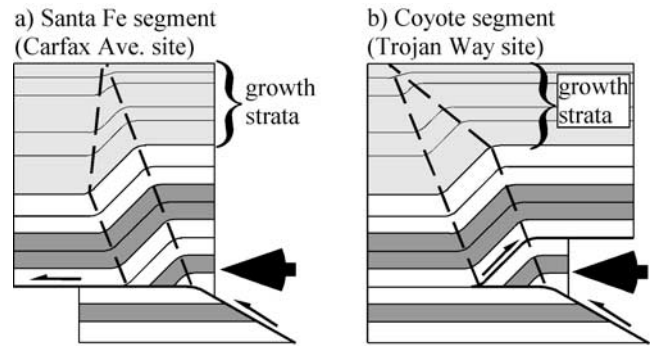 a) Santa Fe segment
(Carfax Ave. site)
growth
strata
b) Coyote segment
(Trojan Way site)
growth
strata